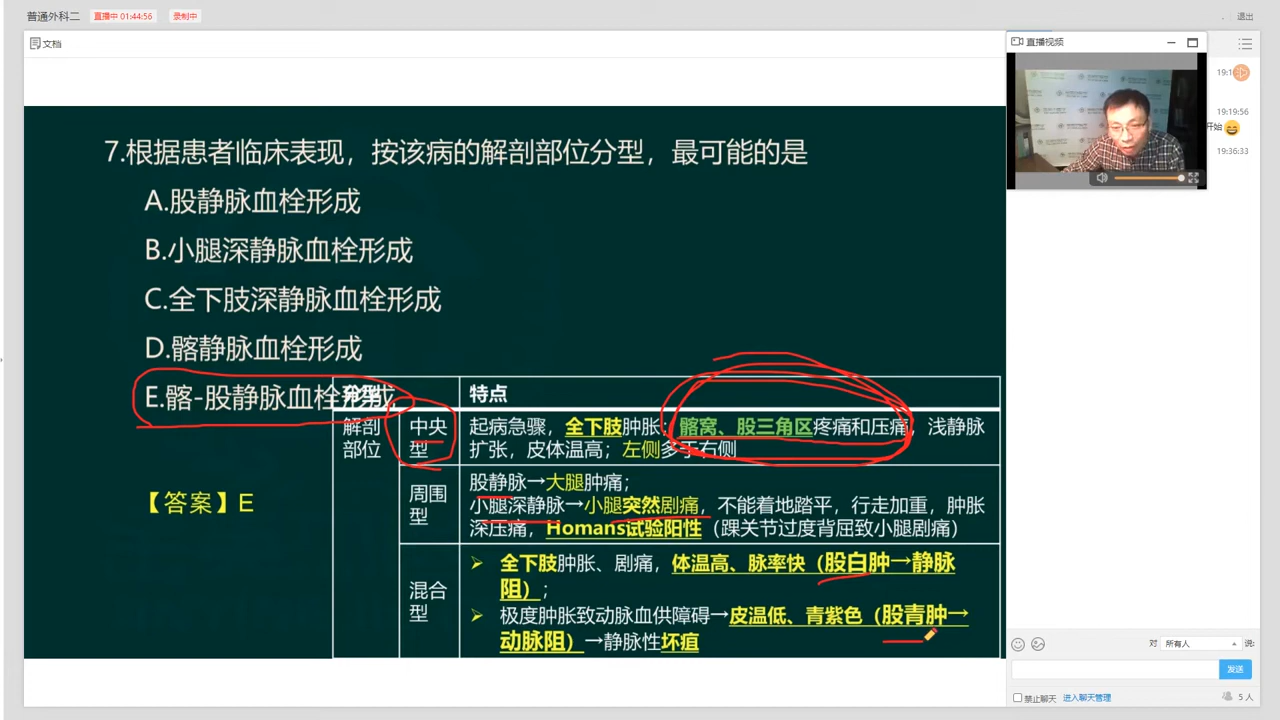 普通外科二
直播中 01:44:56
录制中
退出
文档
直播视频
19:1
19:19:56
开始
19:36:33
7.根据患者临床表现，按该病的解剖部位分型，最可能的是
A.股静脉血栓形成
B.小腿深静脉血栓形成
C.全下肢深静脉血栓形成
D.髂静脉血栓形成
E.髂-股静脉血栓形成
【答案】E
特点
解剖部位
中央型
起病急骤，全下肢肿胀；髂窝、股三角区疼痛和压痛，浅静脉
扩张，皮体温高；左侧多于右侧
周围型
股静脉→大腿肿痛；
小腿深静脉→小腿突然剧痛，不能着地踏平，行走加重，肿胀
深压痛，Homans试验阳性（踝关节过度背屈致小腿剧痛）
混合型
全下肢肿胀、剧痛，体温高、脉率快（股白肿→静脉
阻）；
极度肿胀致动脉血供障碍→皮温低、青紫色（股青肿→
动脉阻）→静脉性坏疽
对 所有人 说:
发送
禁止聊天 进入聊天管理
5 人